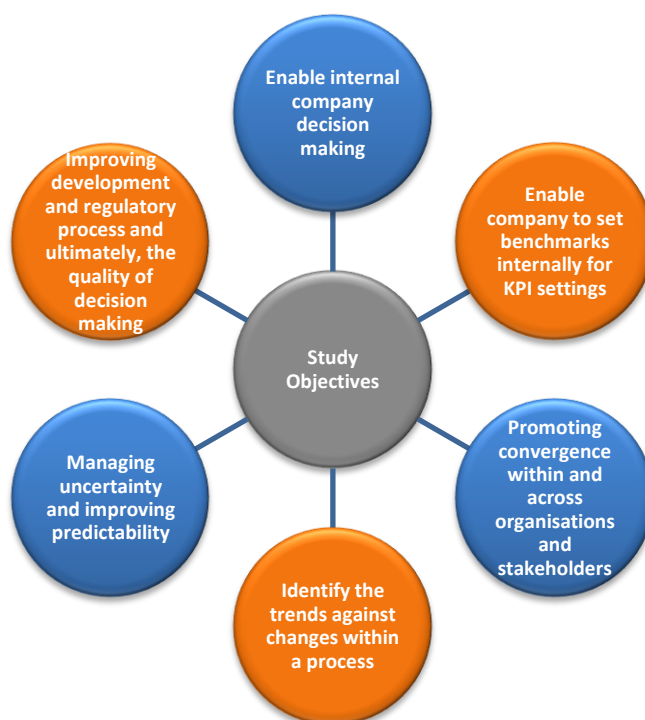 Enable internal
company
decision
making
Improving
development
and regulatory
process and
ultimately, the
quality of
decision
making
Enable
company to set
benchmarks
internally for
KPI settings
Study
Objectives
Managing
uncertainty
and improving
predictability
Promoting
convergence
within and
across
organisations
and
stakeholders
Identify the
trends against
changes within
a process